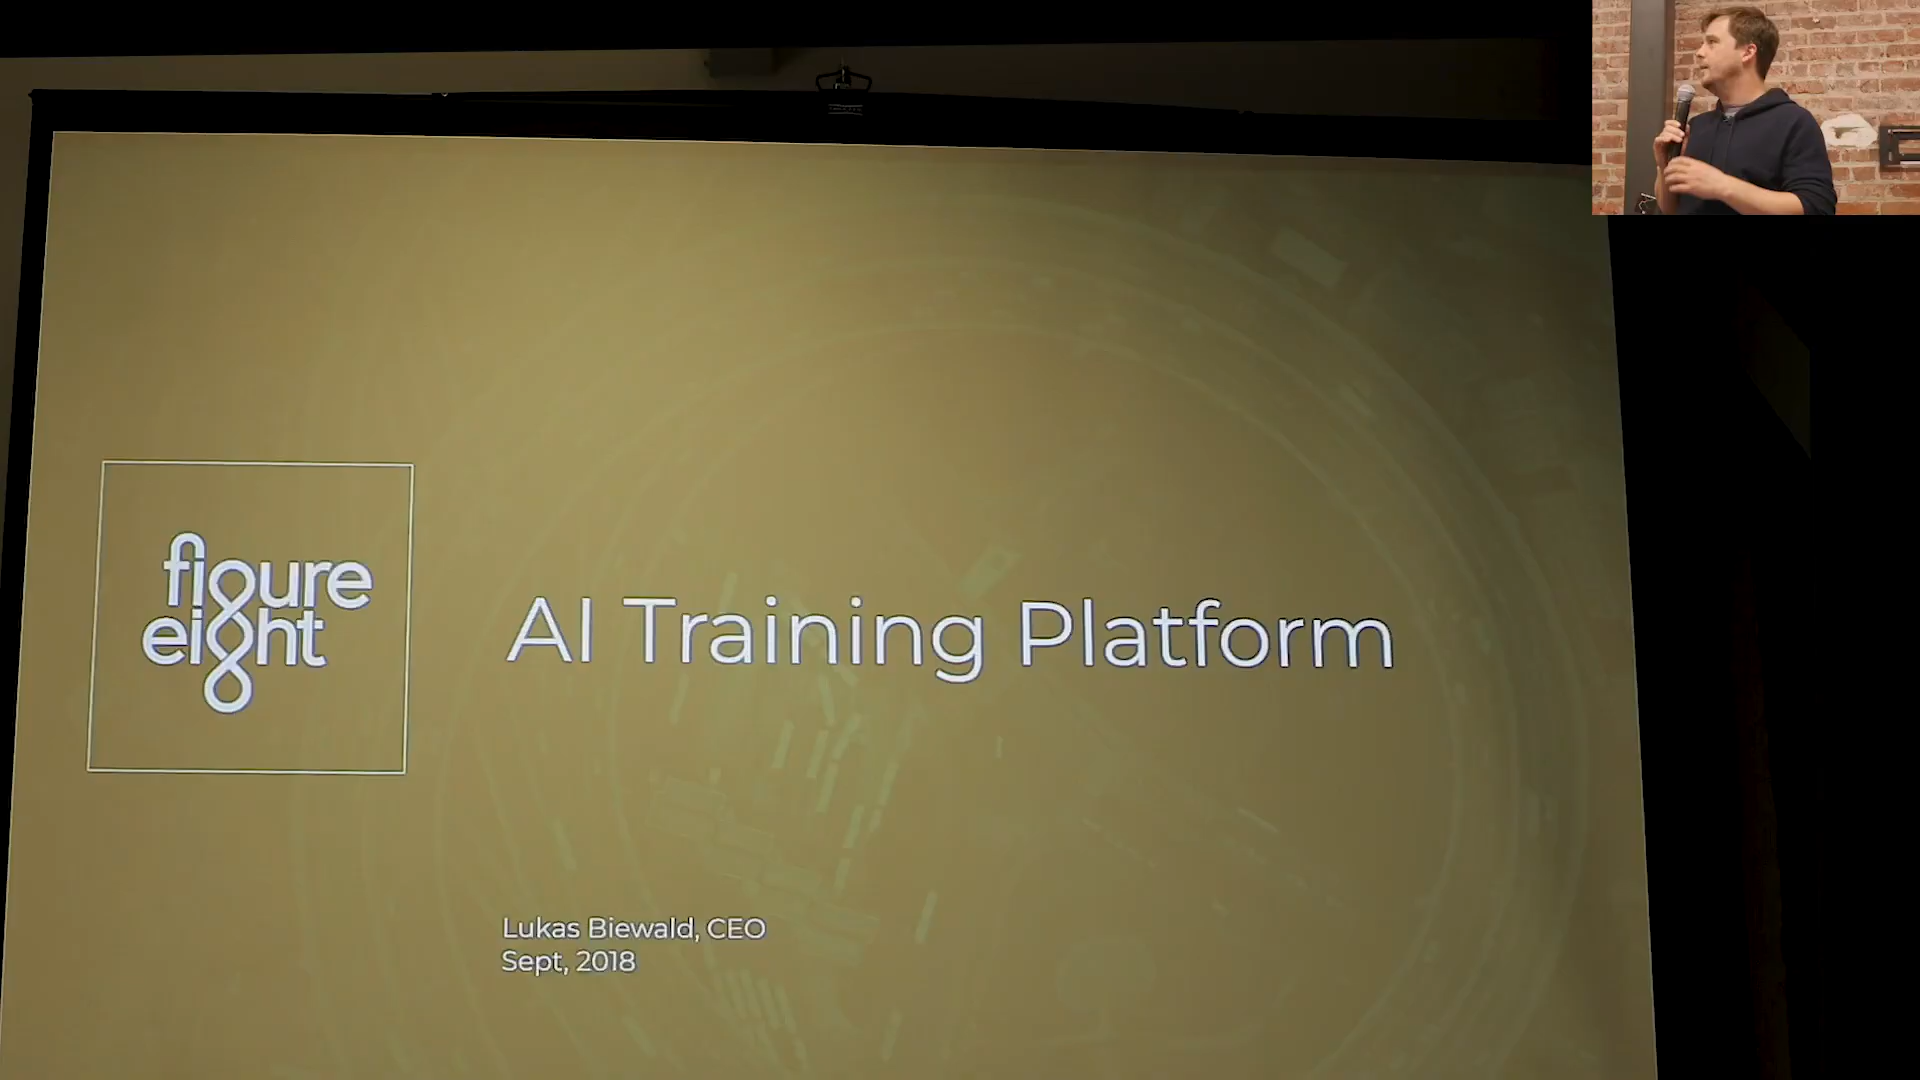 figure
eight
AI Training Platform
Lukas Biewald, CEO
Sept, 2018